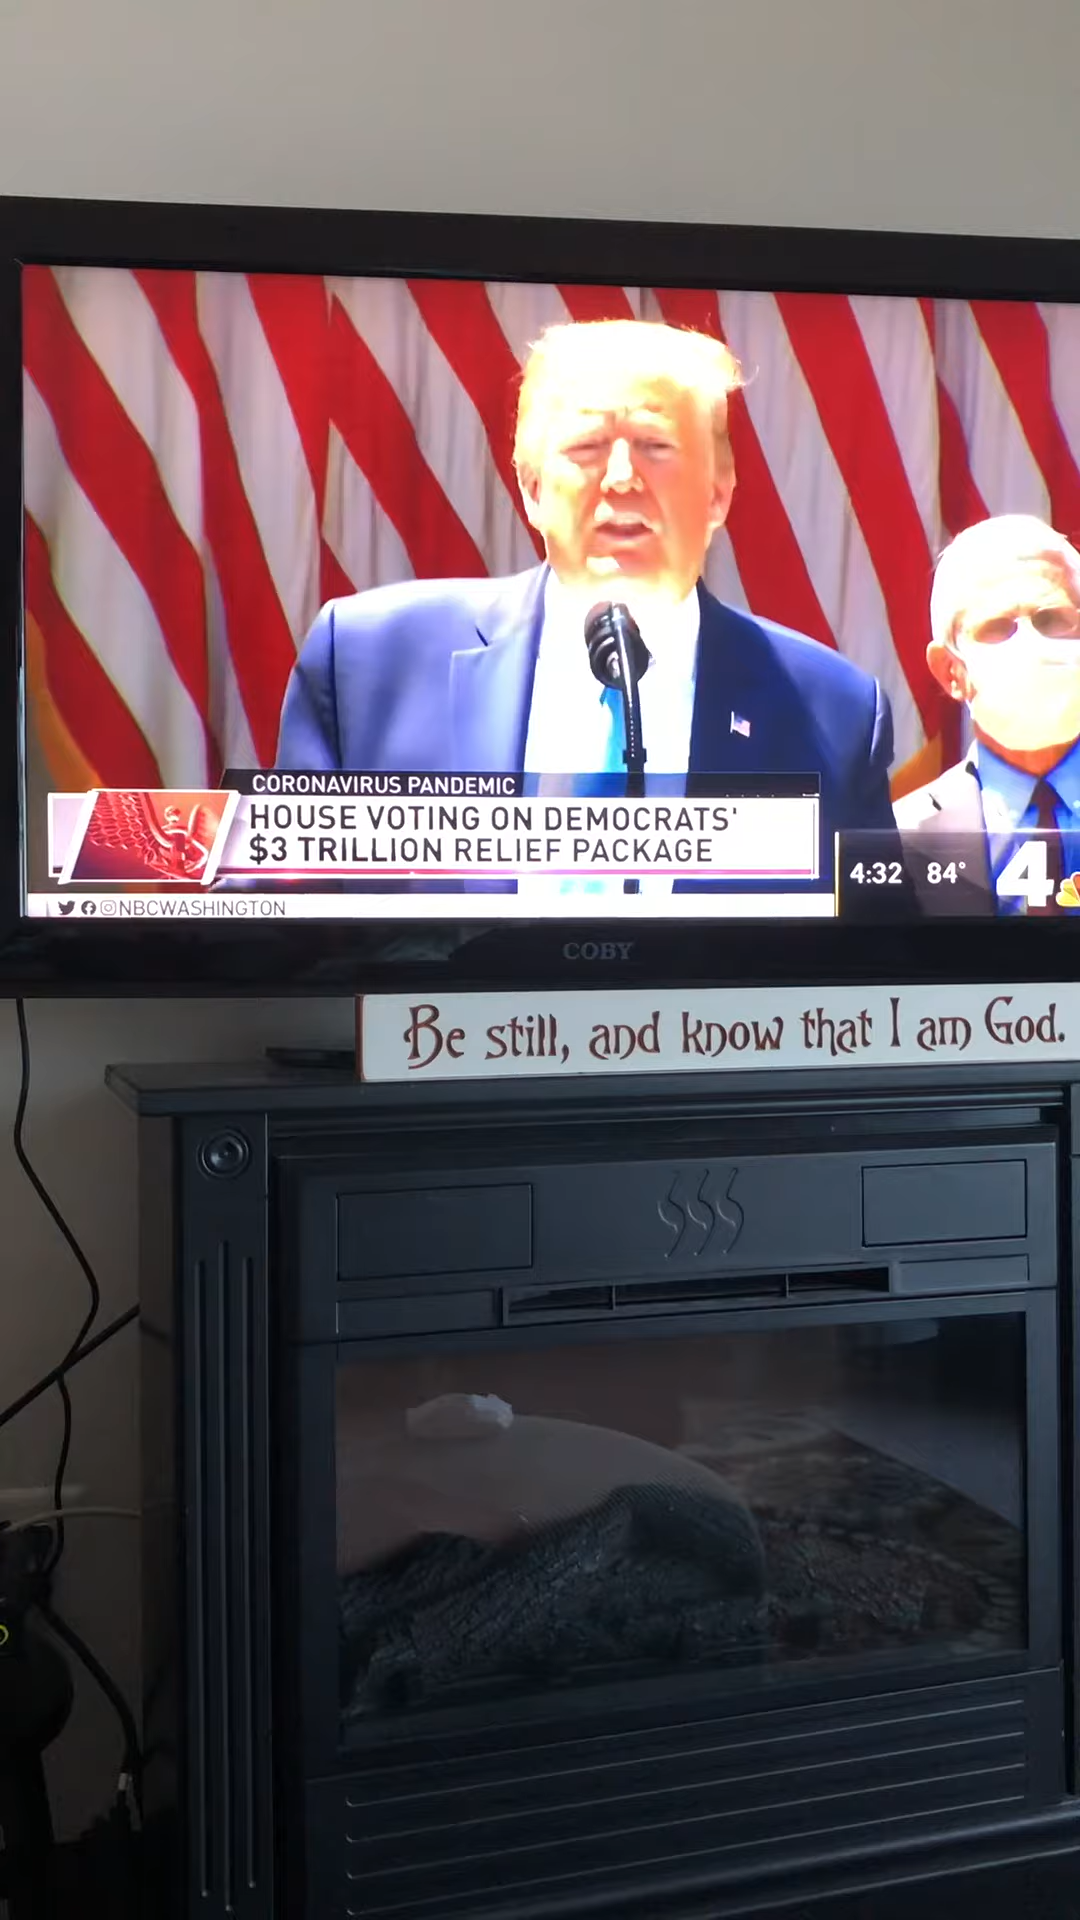 CORONAVIRUS PANDEMIC
HOUSE VOTING ON DEMOCRATS'
$3 TRILLION RELIEF PACKAGE
4:32 84° 4
@NBCWASHINGTON
COBY
Be still, and know that I am God.